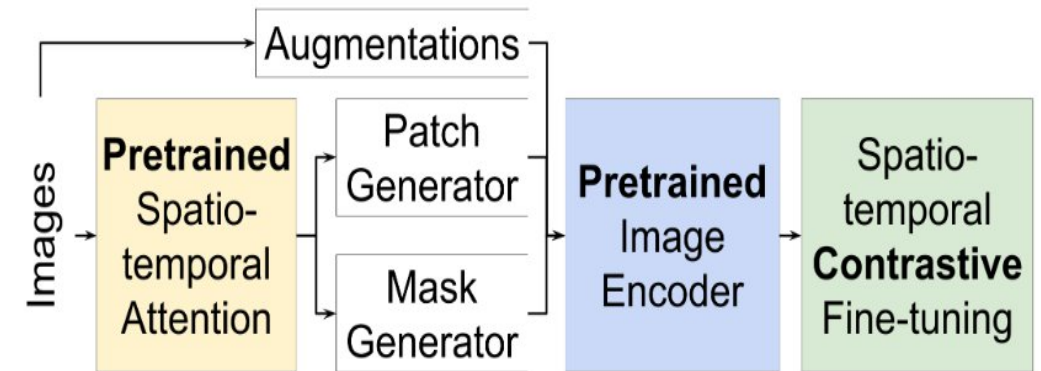 Images
Augmentations
Pretrained
Spatio-
temporal
Attention
Patch
Generator
Mask
Generator
Pretrained
Image
Encoder
Spatio-
temporal
Contrastive
Fine-tuning